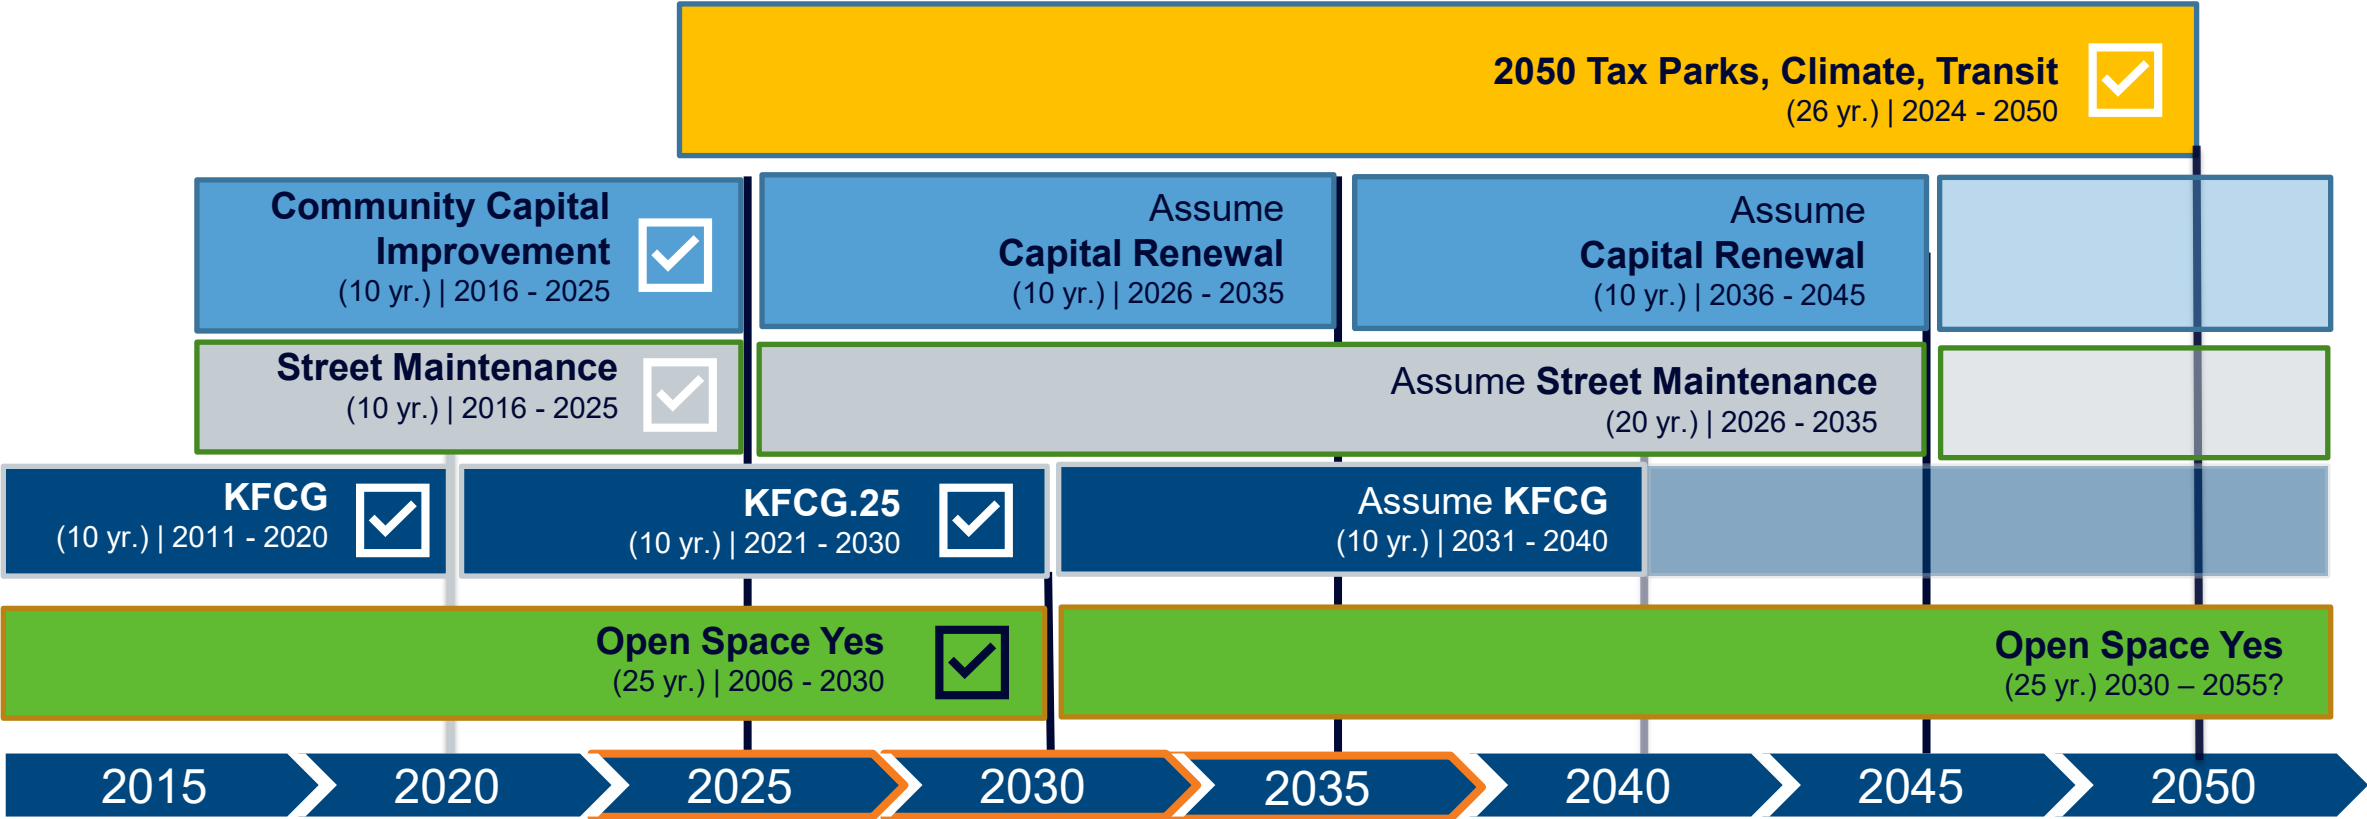 2050 Tax Parks, Climate, Transit
(26 yr.) | 2024 - 2050
Community Capital
Improvement
(10 yr.) | 2016 - 2025
Assume
Capital Renewal
(10 yr.) | 2026 - 2035
Assume
Capital Renewal
(10 yr.) | 2036 - 2045
Street Maintenance
(10 yr.) | 2016 - 2025
Assume Street Maintenance
(20 yr.) | 2026 - 2035
KFCG
(10 yr.) | 2011 - 2020
KFCG.25
(10 yr.) | 2021 - 2030
Assume KFCG
(10 yr.) | 2031 - 2040
Open Space Yes
(25 yr.) | 2006 - 2030
Open Space Yes
(25 yr.) 2030 – 2055?
2015
2020
2025
2030
2035
2040
2045
2050